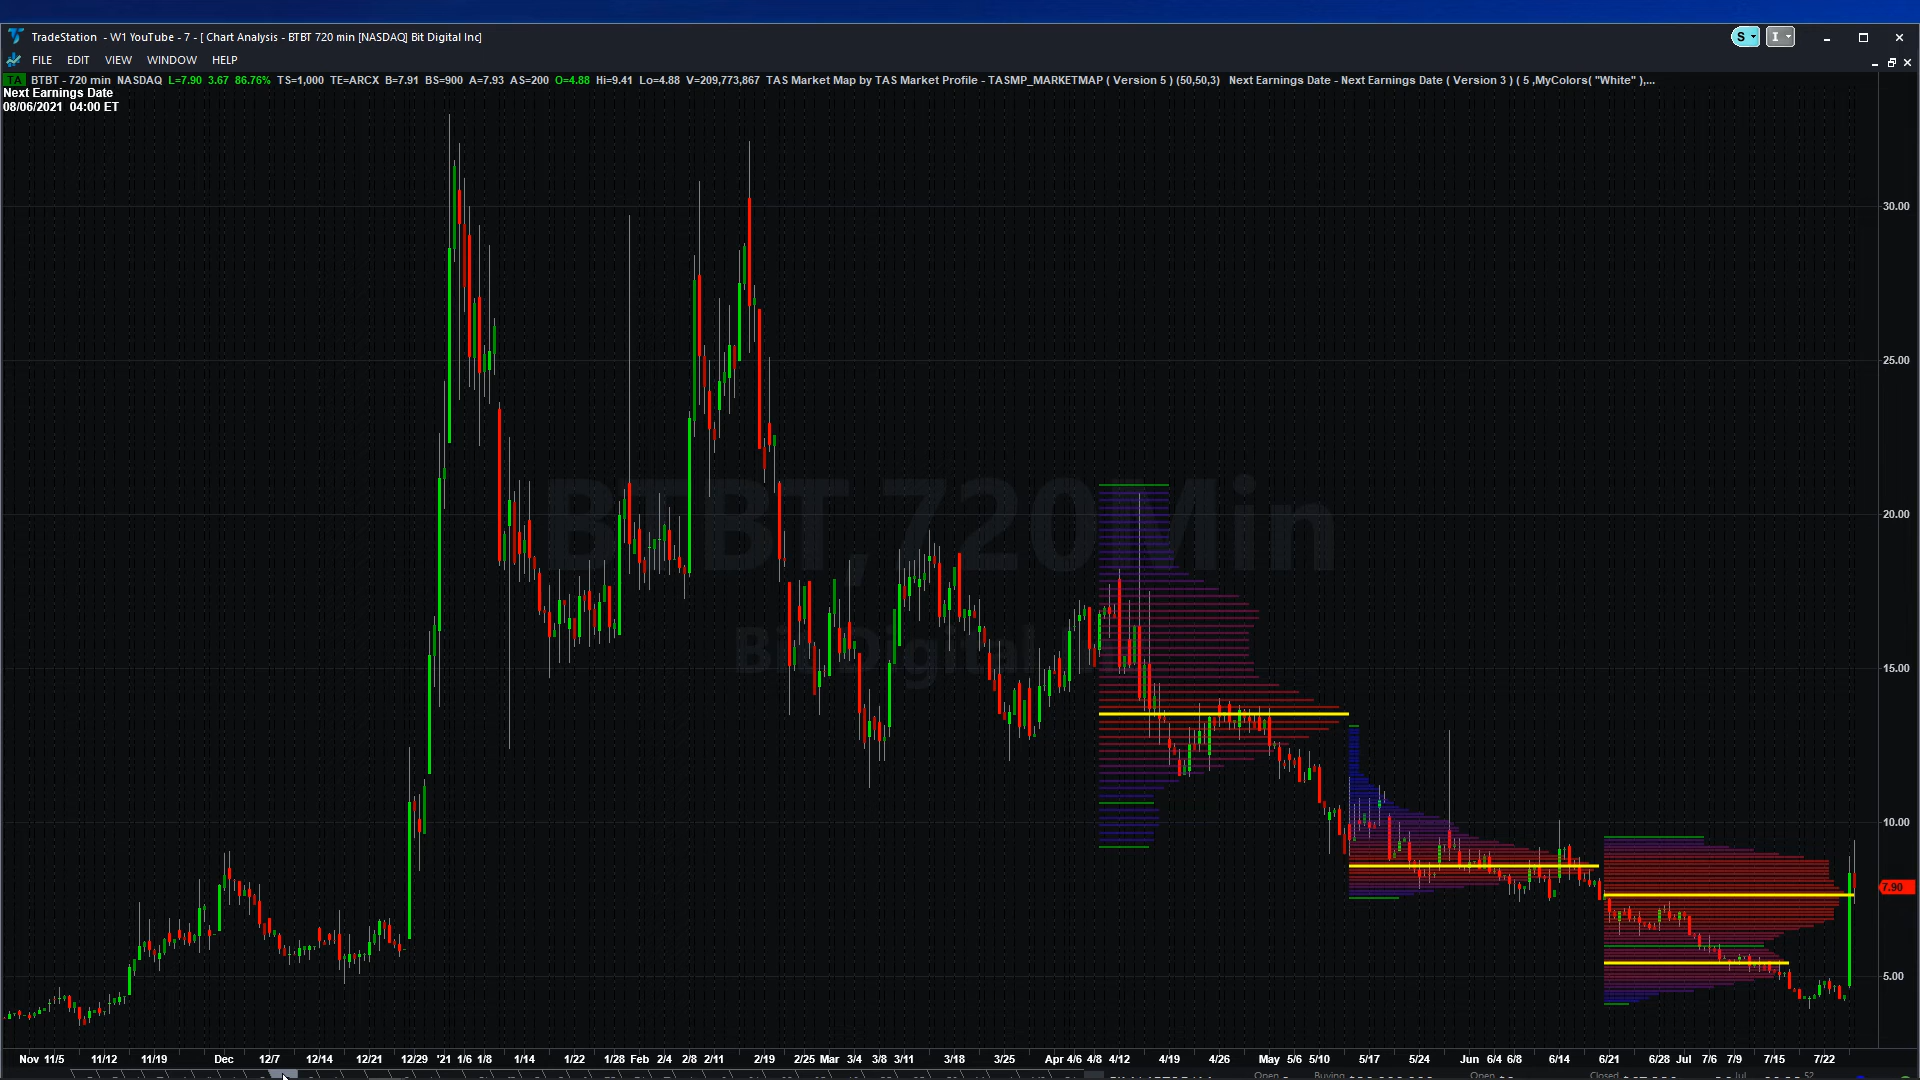 TradeStation - W1 YouTube - 7 - [ Chart Analysis - BTBT 720 min [NASDAQ] Bit Digital Inc]
S I
FILE EDIT VIEW WINDOW HELP
TA BTBT - 720 min NASDAQ L=7.90 3.67 86.76% TS=1,000 TE=ARCX B=7.91 BS=900 A=7.93 AS=200 O=4.88 Hi=9.41 Lo=4.88 V=209,773,867 TAS Market Map by TAS Market Profile - TASMP_MARKETMAP ( Version 5 ) (50,50,3) Next Earnings Date - Next Earnings Date ( Version 3 ) ( 5 ,MyColors( "White" ),...
Next Earnings Date
08/06/2021 04:00 ET
30.00
25.00
BTBT,720Min
20.00
Bit Digital
15.00
10.00
7.90
5.00
Nov 11/5 11/12 11/19 Dec 12/7 12/14 12/21 12/29 '21 1/6 1/8 1/14 1/22 1/28 Feb 2/4 2/8 2/11 2/19 2/25 Mar 3/4 3/8 3/11 3/18 3/25 Apr 4/6 4/8 4/12 4/19 4/26 May 5/6 5/10 5/17 5/24 Jun 6/4 6/8 6/14 6/21 6/28 Jul 7/6 7/9 7/15 7/22